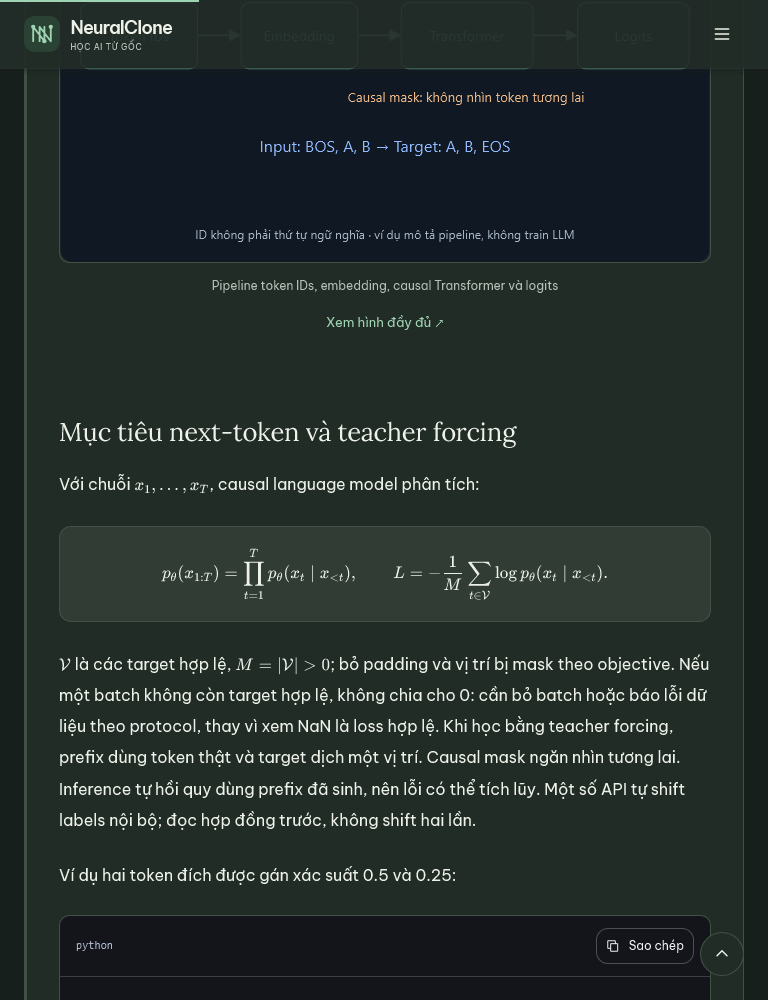 NeuralClone
HỌC AI TỪ GỐC
Embedding
Transformer
Logits
Causal mask: không nhìn token tương lai
Input: BOS, A, B → Target: A, B, EOS
ID không phải thứ tự ngữ nghĩa · ví dụ mô tả pipeline, không train LLM
Pipeline token IDs, embedding, causal Transformer và logits
Xem hình đầy đủ ↗
Mục tiêu next-token và teacher forcing
Với chuỗi x₁, …, x_T, causal language model phân tích:
p_θ(x_{1:T}) = ∏_{t=1}^{T} p_θ(x_t | x_{<t}), L = −\frac{1}{M} ∑_{t∈𝒱} log p_θ(x_t | x_{<t}).
𝒱 là các target hợp lệ, M = |𝒱| > 0; bỏ padding và vị trí bị mask theo objective. Nếu
một batch không còn target hợp lệ, không chia cho 0: cần bỏ batch hoặc báo lỗi dữ
liệu theo protocol, thay vì xem NaN là loss hợp lệ. Khi học bằng teacher forcing,
prefix dùng token thật và target dịch một vị trí. Causal mask ngăn nhìn tương lai.
Inference tự hồi quy dùng prefix đã sinh, nên lỗi có thể tích lũy. Một số API tự shift
labels nội bộ; đọc hợp đồng trước, không shift hai lần.
Ví dụ hai token đích được gán xác suất 0.5 và 0.25:
python
Sao chép